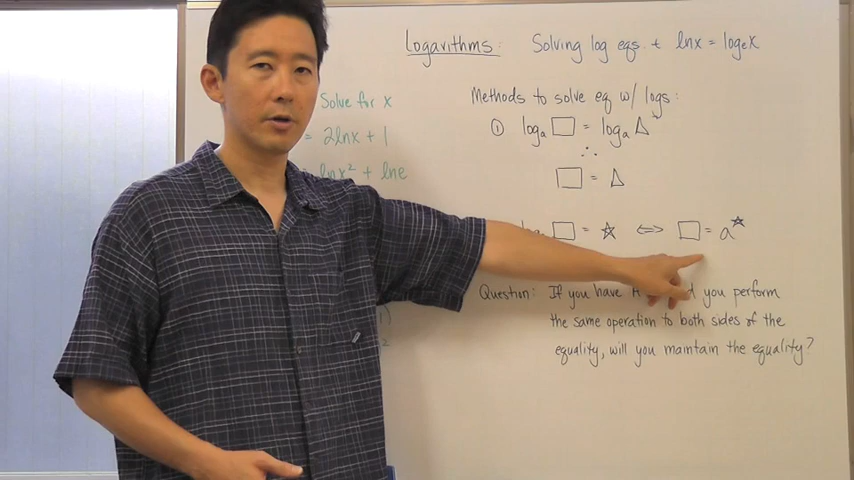 Logarithms: Solving log eqs + lnx = logₑx
Solve for x
= 2lnx + 1
lnx² + lne
Methods to solve eq w/ logs:
① logₐ □ = logₐ △
∴
□ = △
□ = ☆ ⟺ □ = a^☆
Question: If you have you perform
the same operation to both sides of the
equality, will you maintain the equality?